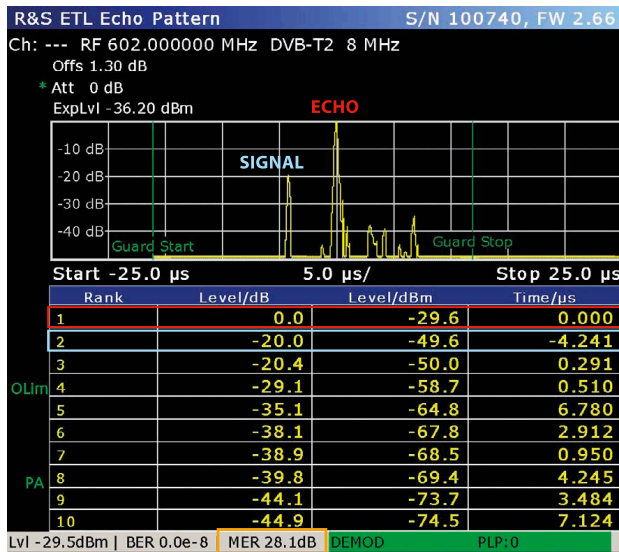 R&S ETL Echo Pattern S/N 100740, FW 2.66
Ch: --- RF 602.000000 MHz DVB-T2 8 MHz
Offs 1.30 dB
* Att 0 dB
ExpLvl -36.20 dBm ECHO
-10 dB
SIGNAL
-20 dB
-30 dB
-40 dB
Guard Start Guard Stop
Start -25.0 µs 5.0 µs/ Stop 25.0 µs
Rank Level/dB Level/dBm Time/µs
1 0.0 -29.6 0.000
2 -20.0 -49.6 -4.241
3 -20.4 -50.0 0.291
OLim 4 -29.1 -58.7 0.510
5 -35.1 -64.8 6.780
6 -38.1 -67.8 2.912
7 -38.9 -68.5 0.950
PA 8 -39.8 -69.4 4.245
9 -44.1 -73.7 3.484
10 -44.9 -74.5 7.124
Lvl -29.5dBm | BER 0.0e-8 | MER 28.1dB DEMOD PLP:0